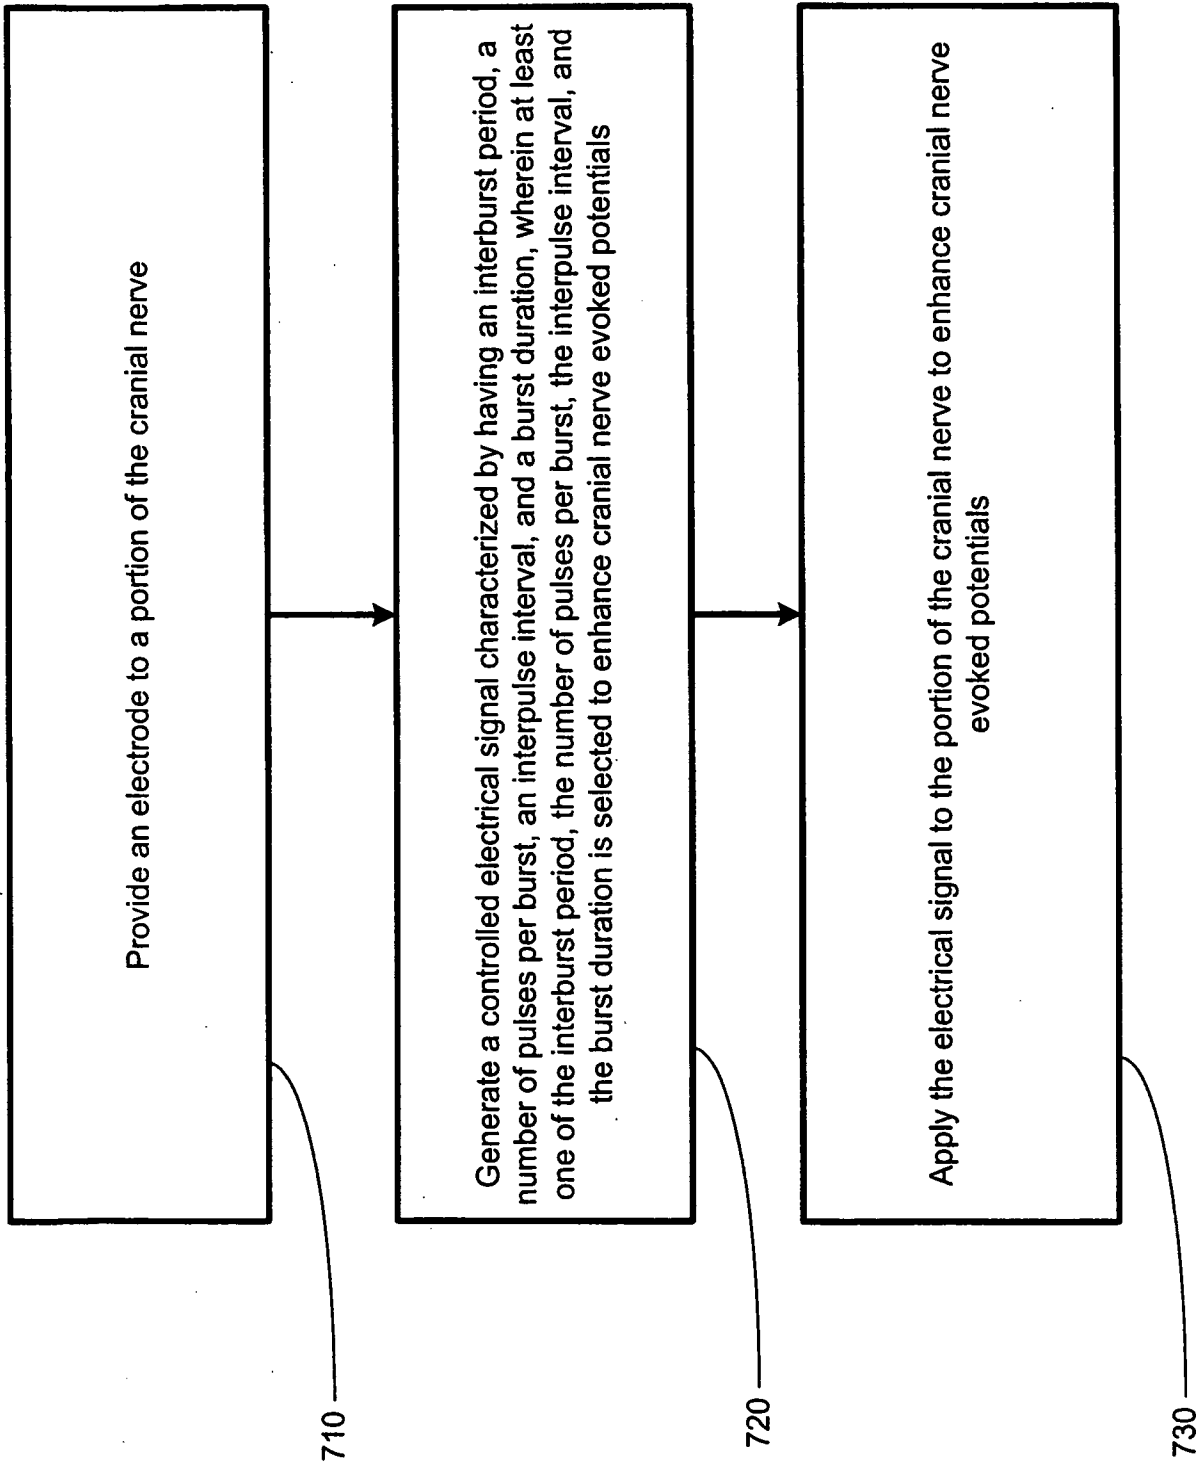 Provide an electrode to a portion of the cranial nerve
710
Generate a controlled electrical signal characterized by having an interburst period, a
number of pulses per burst, an interpulse interval, and a burst duration, wherein at least
one of the interburst period, the number of pulses per burst, the interpulse interval, and
the burst duration is selected to enhance cranial nerve evoked potentials
720
Apply the electrical signal to the portion of the cranial nerve to enhance cranial nerve
evoked potentials
730